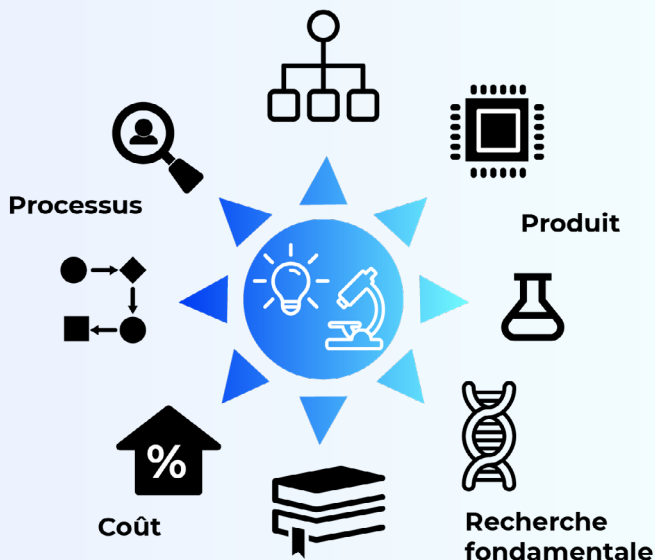 Processus
Produit
%
Coût
Recherche
fondamentale